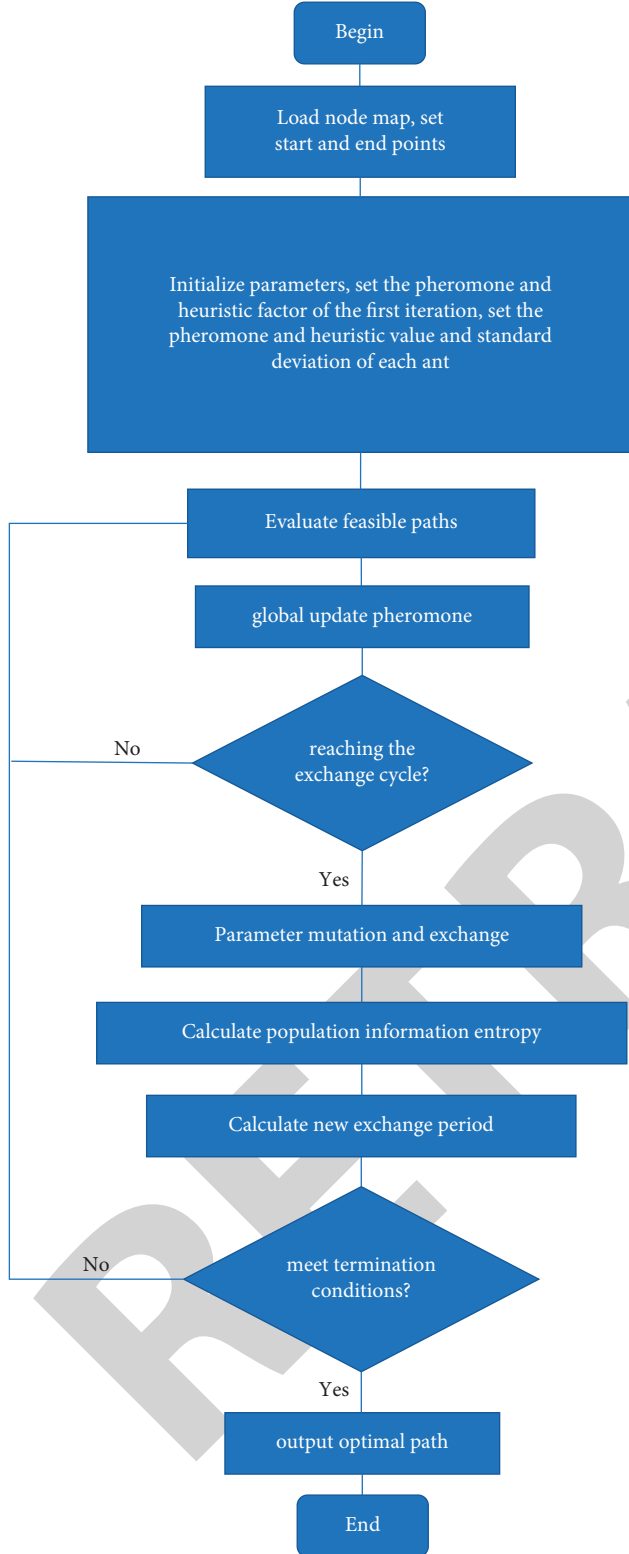 Begin
Load node map, set
start and end points
Initialize parameters, set the pheromone and
heuristic factor of the first iteration, set the
pheromone and heuristic value and standard
deviation of each ant
Evaluate feasible paths
global update pheromone
reaching the
exchange cycle?
No
Yes
Parameter mutation and exchange
Calculate population information entropy
Calculate new exchange period
meet termination
conditions?
No
Yes
output optimal path
End